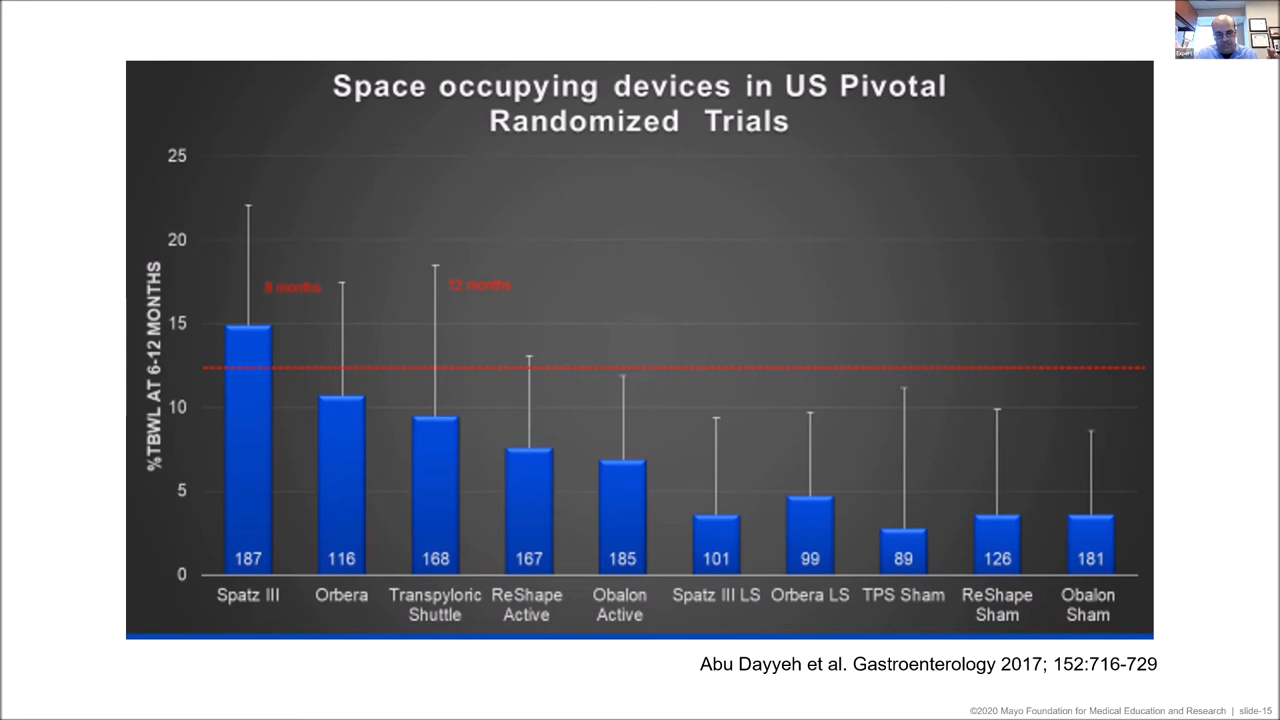 Expert
Space occupying devices in US Pivotal
Randomized Trials
%TBWL AT 6-12 MONTHS
25
20
15
10
5
0
8 months
12 months
187
116
168
167
185
101
99
89
126
181
Spatz III
Orbera
Transpyloric
Shuttle
ReShape
Active
Obalon
Active
Spatz III LS
Orbera LS
TPS Sham
ReShape
Sham
Obalon
Sham
Abu Dayyeh et al. Gastroenterology 2017; 152:716-729
©2020 Mayo Foundation for Medical Education and Research | slide-15